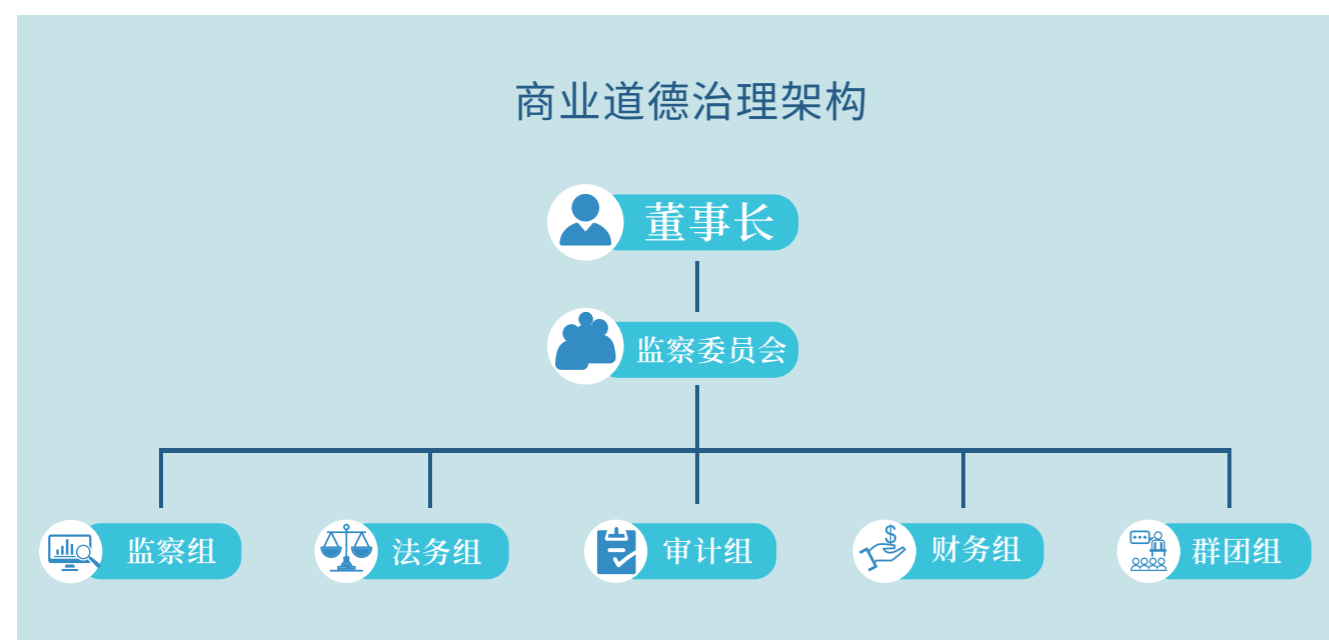 商业道德治理架构
董事长
监察委员会
监察组
法务组
审计组
$
财务组
群团组